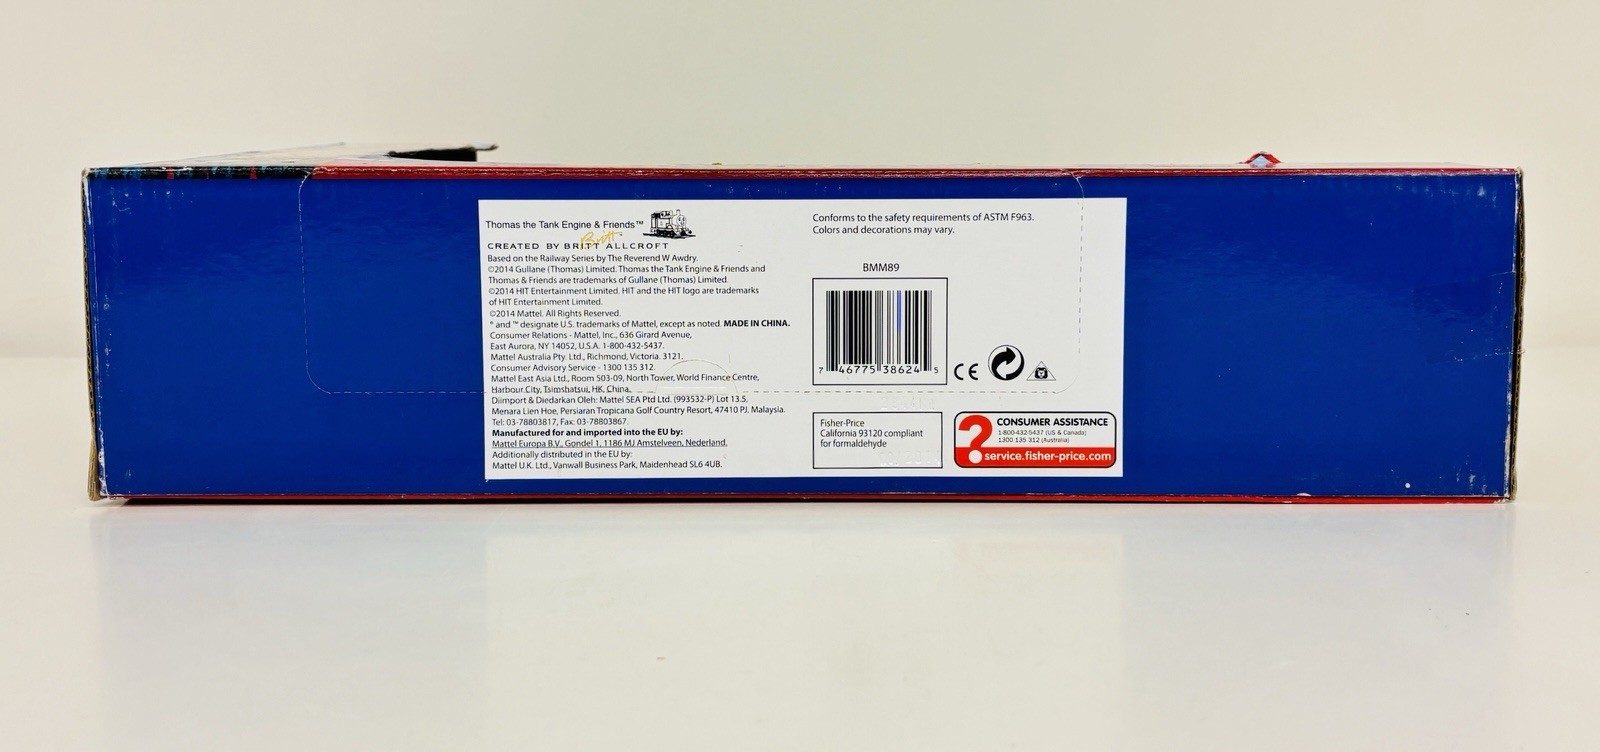 Thomas the Tank Engine & Friends™
Britt
CREATED BY BRITT ALLCROFT
Based on the Railway Series by The Reverend W Awdry.
©2014 Gullane (Thomas) Limited. Thomas the Tank Engine & Friends and
Thomas & Friends are trademarks of Gullane (Thomas) Limited.
©2014 HIT Entertainment Limited. HIT and the HIT logo are trademarks
of HIT Entertainment Limited.
©2014 Mattel. All Rights Reserved.
® and ™ designate U.S. trademarks of Mattel, except as noted. MADE IN CHINA.
Consumer Relations - Mattel, Inc., 636 Girard Avenue,
East Aurora, NY 14052, U.S.A. 1-800-432-5437.
Mattel Australia Pty. Ltd., Richmond, Victoria. 3121.
Consumer Advisory Service - 1300 135 312.
Mattel East Asia Ltd., Room 503-09, North Tower, World Finance Centre,
Harbour City, Tsimshatsui, HK, China.
Diimport & Diedarkan Oleh: Mattel SEA Ptd Ltd. (993532-P) Lot 13.5,
Menara Lien Hoe, Persiaran Tropicana Golf Country Resort, 47410 PJ. Malaysia.
Tel: 03-78803817, Fax: 03-78803867.
Manufactured for and imported into the EU by:
Mattel Europa B.V., Gondel 1, 1186 MJ Amstelveen, Nederland.
Additionally distributed in the EU by:
Mattel U.K. Ltd., Vanwall Business Park, Maidenhead SL6 4UB.
Conforms to the safety requirements of ASTM F963.
Colors and decorations may vary.
BMM89
7 46775 38624 5
CE
Fisher-Price
California 93120 compliant
for formaldehyde
? CONSUMER ASSISTANCE
1-800-432-5437 (US & Canada)
1300 135 312 (Australia)
service.fisher-price.com